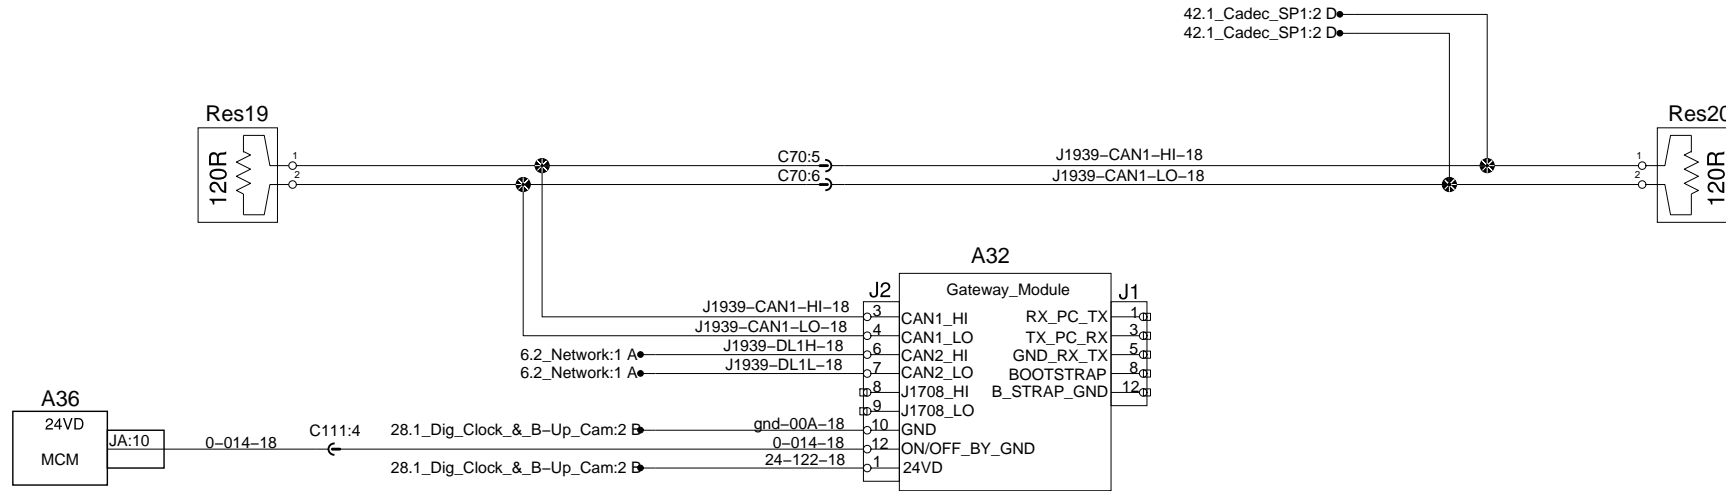 42.1_Cadec_SP1:2 D
42.1_Cadec_SP1:2 D
Res19
Res20
120R
1
2
C70:5
C70:6
J1939-CAN1-HI-18
J1939-CAN1-LO-18
1
2
120R
A32
Gateway_Module
J2
J1
J1939-CAN1-HI-18
3
CAN1_HI
RX_PC_TX
1
J1939-CAN1-LO-18
4
CAN1_LO
TX_PC_RX
3
6.2_Network:1 A
J1939-DL1H-18
6
CAN2_HI
GND_RX_TX
5
6.2_Network:1 A
J1939-DL1L-18
7
CAN2_LO
BOOTSTRAP
8
8
J1708_HI
B_STRAP_GND
12
9
J1708_LO
A36
24VD
MCM
JA:10
0-014-18
C111:4
28.1_Dig_Clock_&_B-Up_Cam:2 B
gnd-00A-18
10
GND
0-014-18
12
ON/OFF_BY_GND
28.1_Dig_Clock_&_B-Up_Cam:2 B
24-122-18
1
24VD